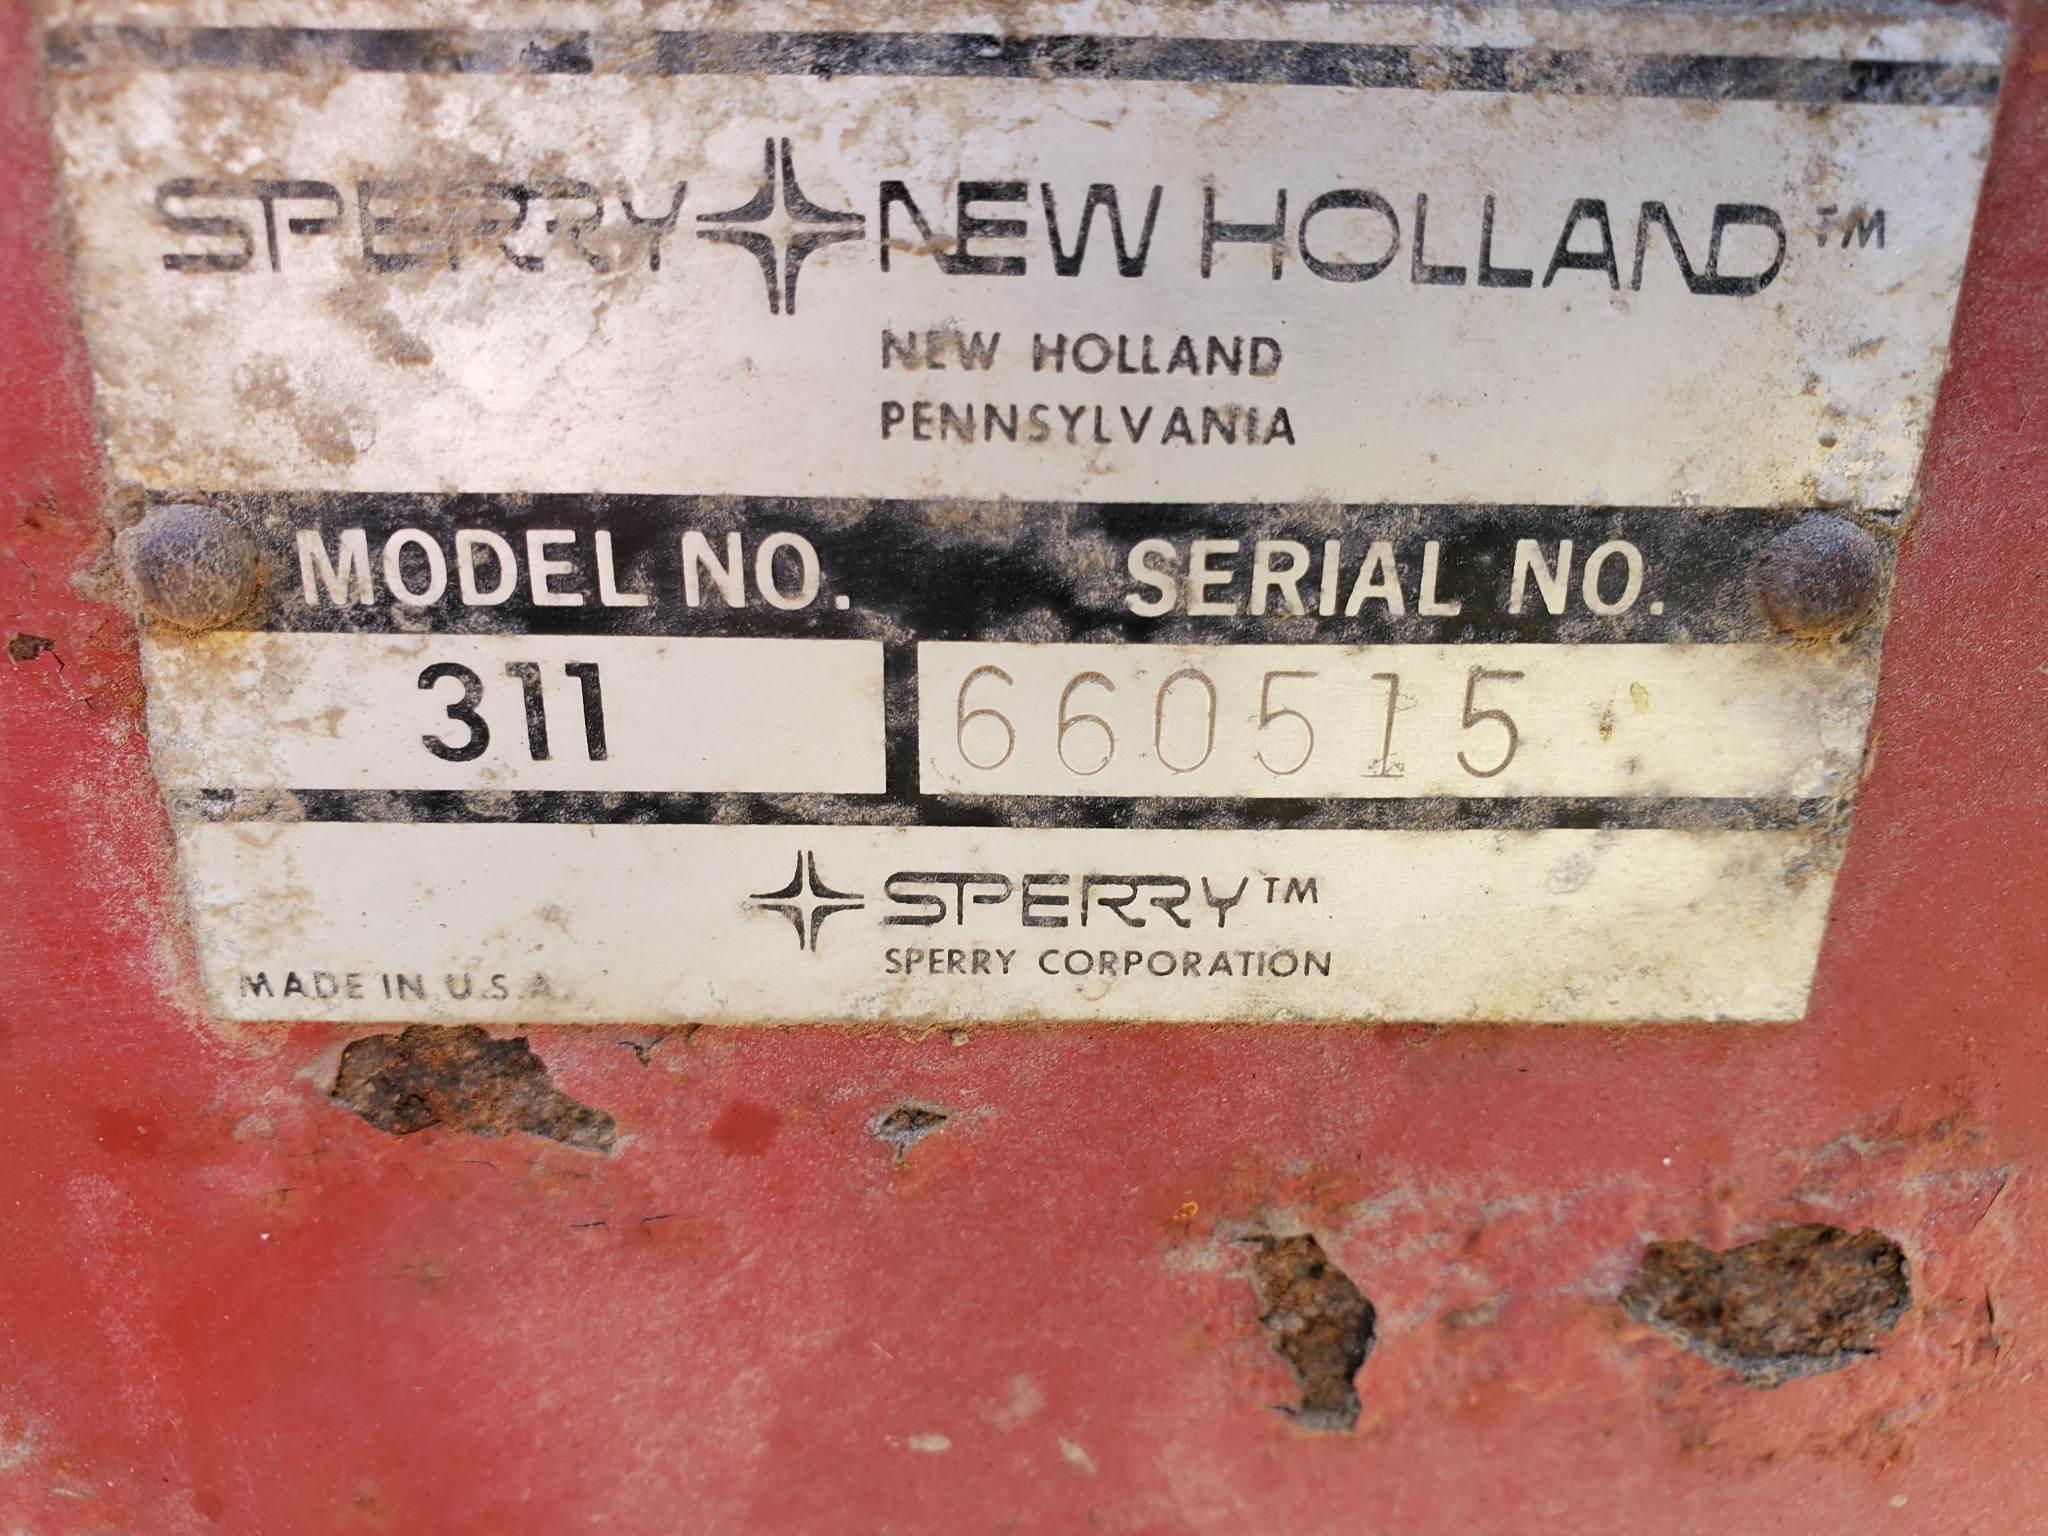 SPERRY NEW HOLLAND™
NEW HOLLAND
PENNSYLVANIA
MODEL NO. SERIAL NO.
311 660515
SPERRY™
SPERRY CORPORATION
MADE IN U.S.A.